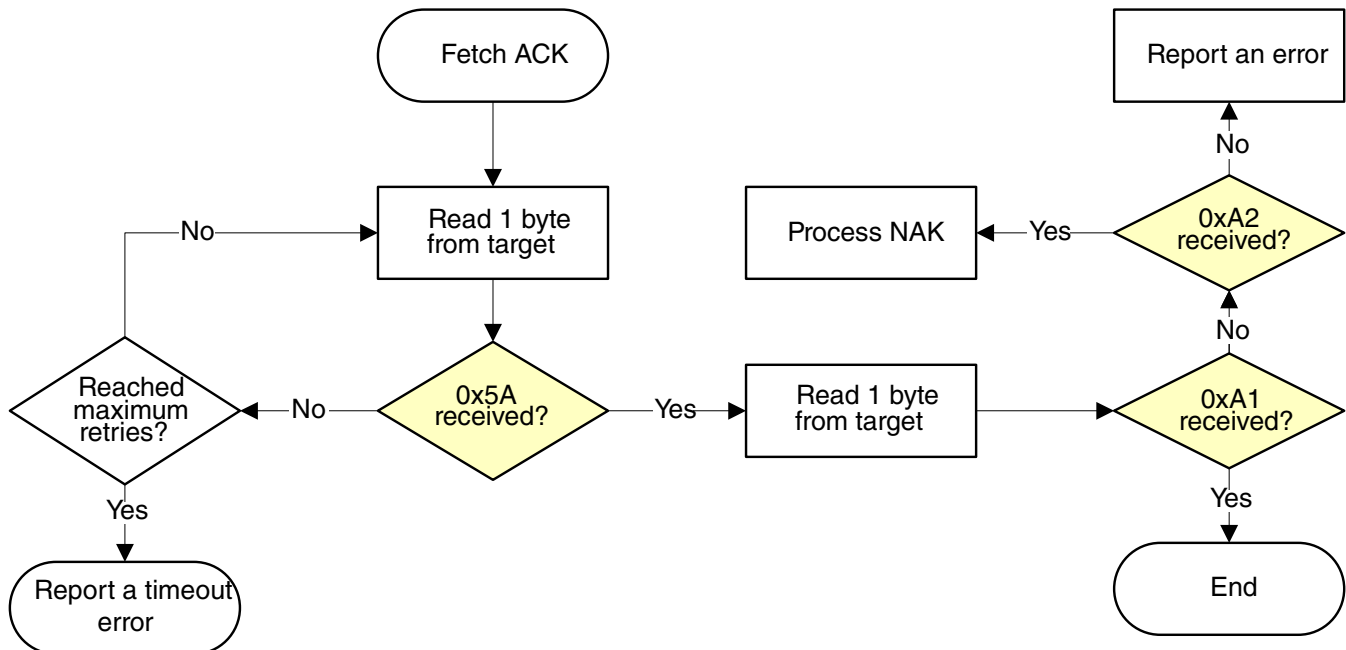 Fetch ACK
Report an error
No
Read 1 byte
from target
Process NAK
Yes
0xA2
received?
No
No
Reached
maximum
retries?
No
0x5A
received?
Yes
Read 1 byte
from target
0xA1
received?
Yes
Yes
Report a timeout
error
End